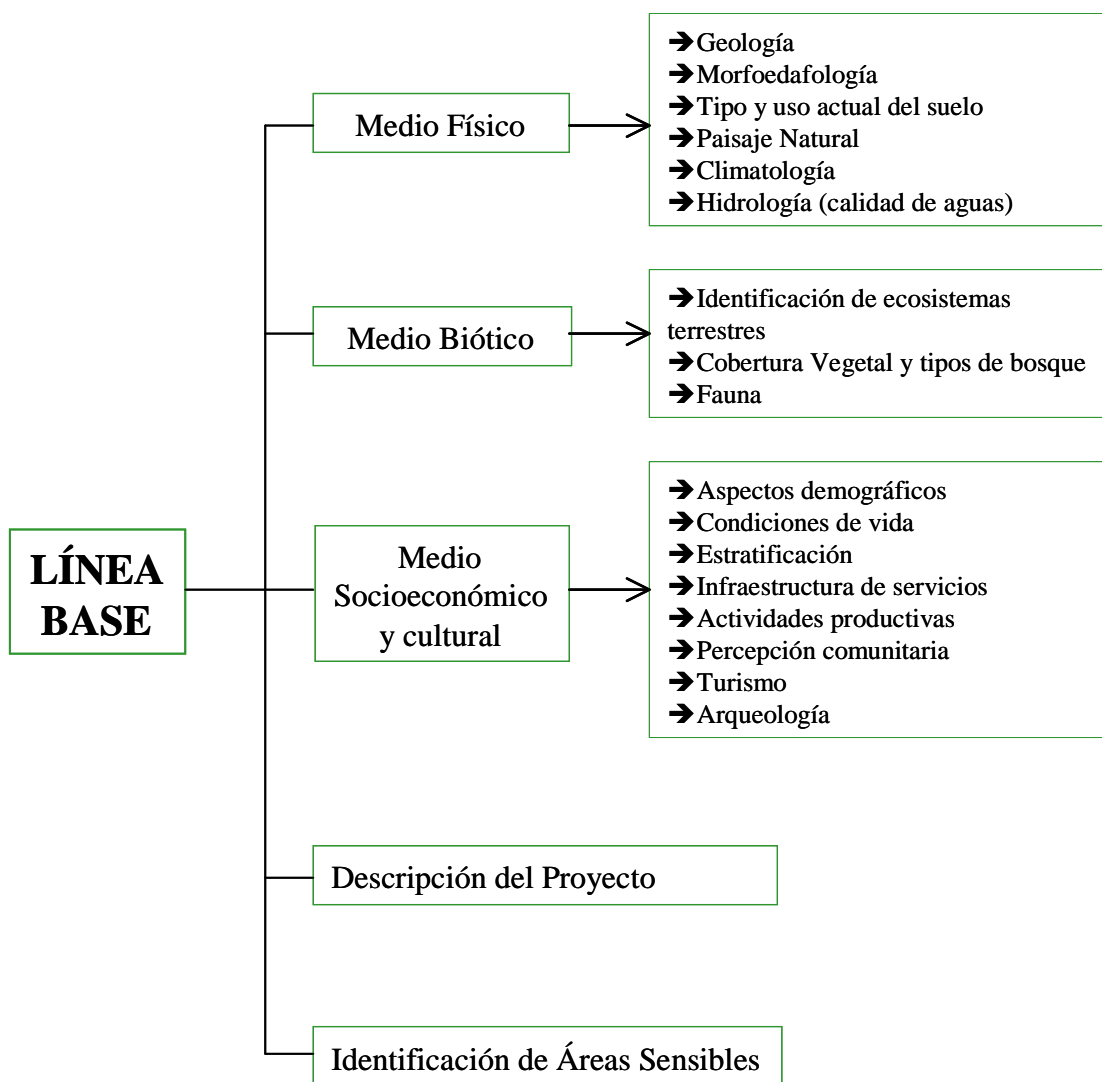 LÍNEA
BASE
Medio Físico
➔Geología
➔Morfoedafología
➔Tipo y uso actual del suelo
➔Paisaje Natural
➔Climatología
➔Hidrología (calidad de aguas)
Medio Biótico
➔Identificación de ecosistemas
terrestres
➔Cobertura Vegetal y tipos de bosque
➔Fauna
Medio
Socioeconómico
y cultural
➔Aspectos demográficos
➔Condiciones de vida
➔Estratificación
➔Infraestructura de servicios
➔Actividades productivas
➔Percepción comunitaria
➔Turismo
➔Arqueología
Descripción del Proyecto
Identificación de Áreas Sensibles